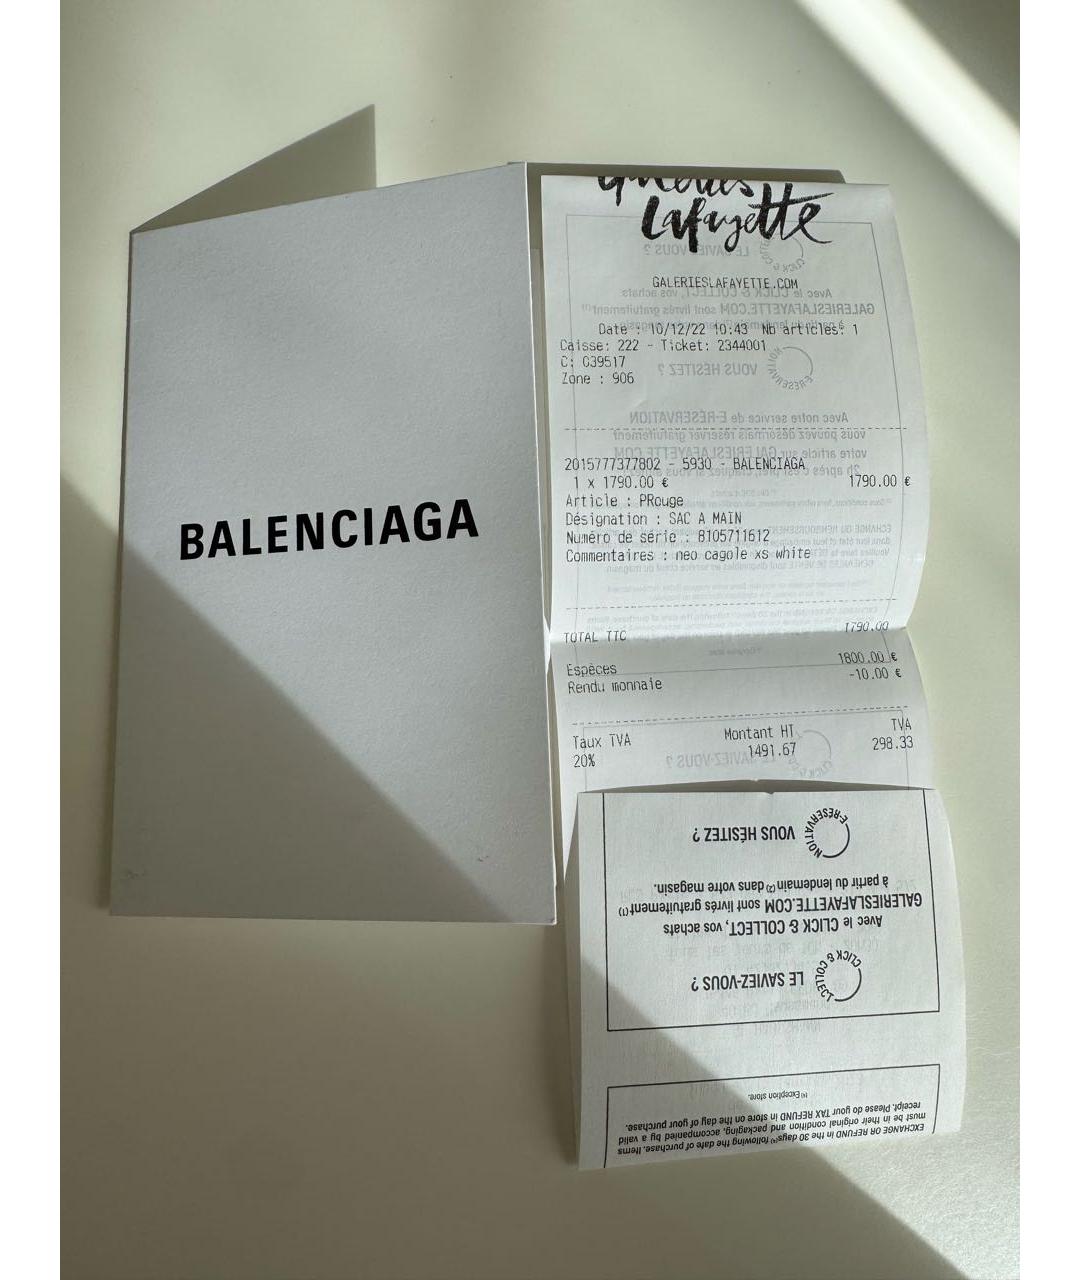 BALENCIAGA
Galeries
Lafayette
GALERIESLAFAYETTE.COM
Date : 10/12/22 10:43 Nb articles: 1
Caisse: 222 - Ticket: 2344001
C: 039517
Zone : 906
2015777377802 - 5930 - BALENCIAGA
1 x 1790.00 € 1790.00 €
Article : PRouge
Désignation : SAC A MAIN
Numéro de série : 8105711612
Commentaires : neo cagole xs white
TOTAL TTC 1790.00
Espèces 1800.00 €
Rendu monnaie -10.00 €
Taux TVA Montant HT TVA
20% 1491.67 298.33
EXCHANGE OR REFUND in the 30 days⁽*⁾ following the date of purchase. Items
must be in their original condition and packaging, accompanied by a valid
receipt. Please do your TAX REFUND in store on the day of your purchase.
⁽*⁾ Exception store.
CLICK & COLLECT
LE SAVIEZ-VOUS ?
Avec le CLICK & COLLECT, vos achats
GALERIESLAFAYETTE.COM sont livrés gratuitement⁽¹⁾
à partir du lendemain⁽²⁾ dans votre magasin.
E-RÉSERVATION
VOUS HÉSITEZ ?